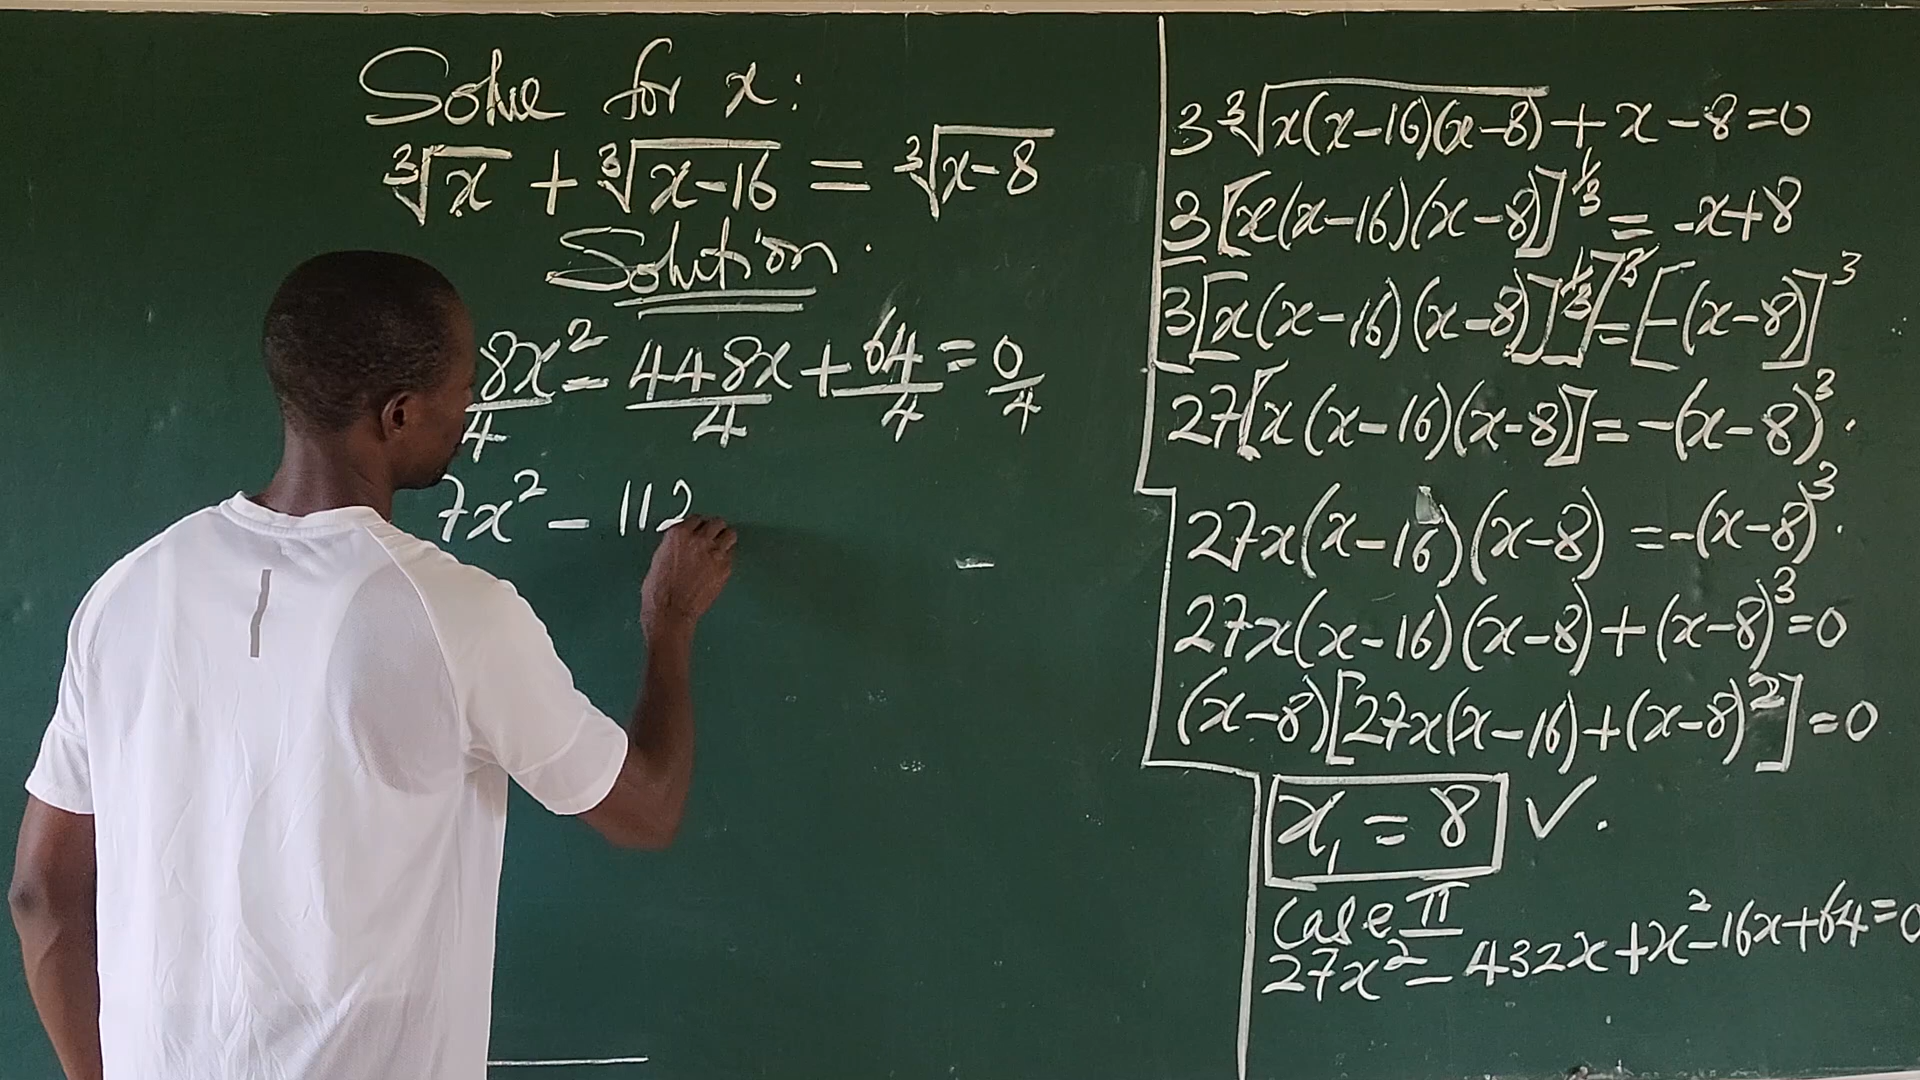 Solve for x:
∛x + ∛(x-16) = ∛(x-8)
Solution.
8x²/4 - 448x/4 + 64/4 = 0/4
7x² - 112
3∛(x(x-16)(x-8)) + x - 8 = 0
3[x(x-16)(x-8)]^(1/3) = -x+8
[3[x(x-16)(x-8)]^(1/3)]^3 = [-(x-8)]^3
27[x(x-16)(x-8)] = -(x-8)^3.
27x(x-16)(x-8) = -(x-8)^3.
27x(x-16)(x-8) + (x-8)^3 = 0
(x-8)[27x(x-16) + (x-8)^2] = 0
x₁ = 8 ✓.
Case II
27x² - 432x + x² - 16x + 64 = 0